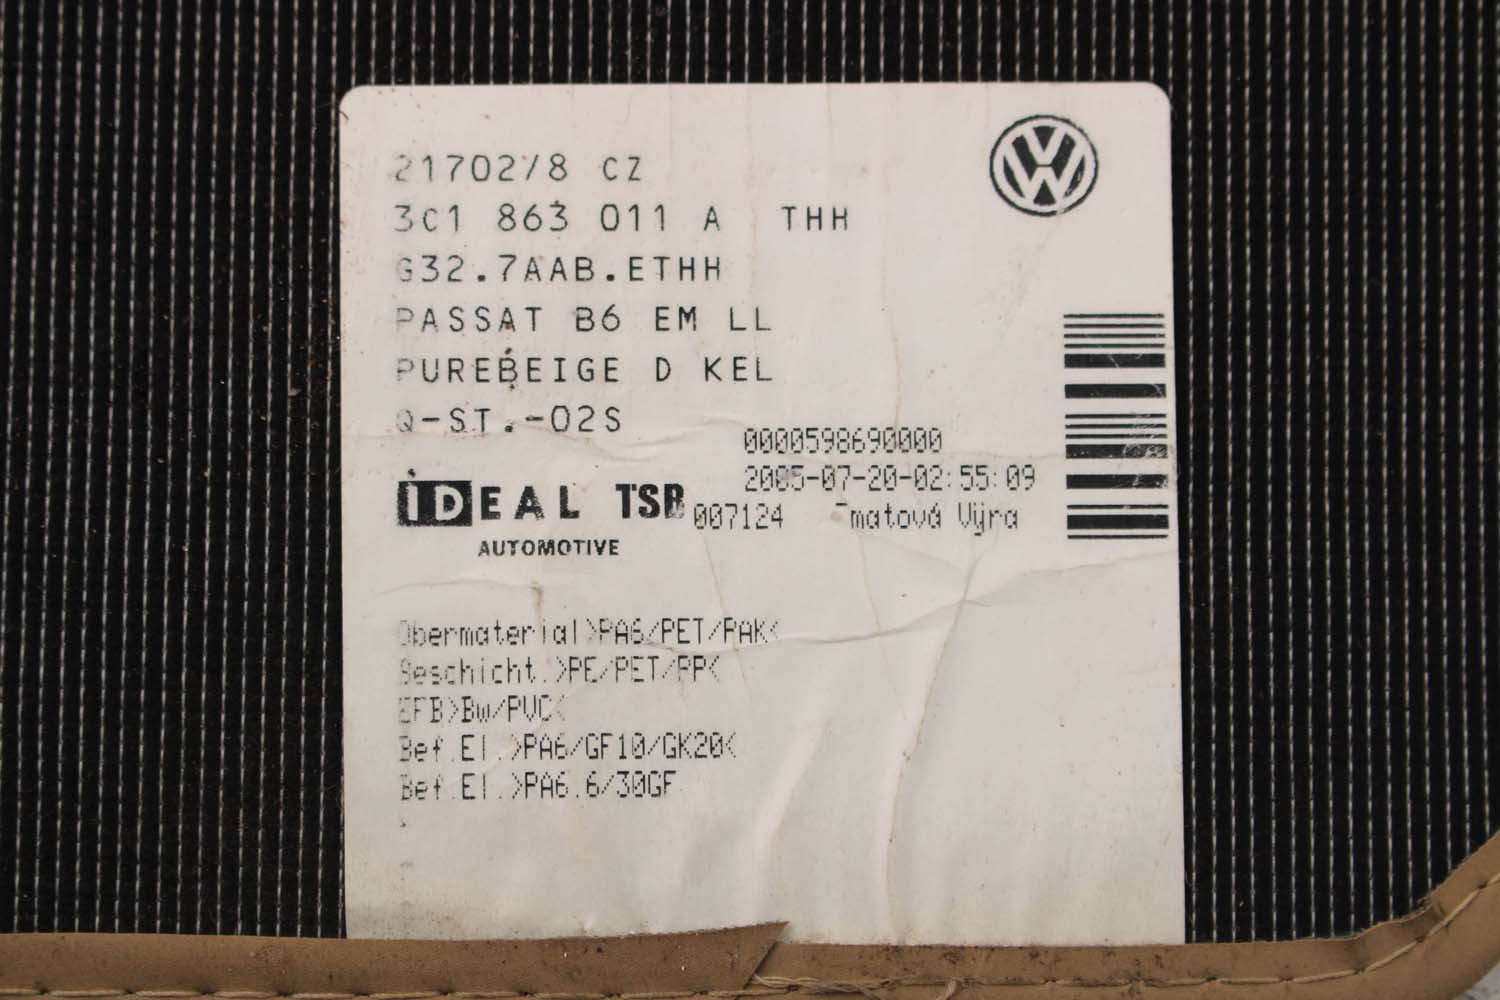 21702/8 CZ
3C1 863 011 A THH
G32.7AAB.ETHH
PASSAT B6 EM LL
PUREBEIGE D KEL
Q-ST.-02S
0000598690000
2005-07-20-02:55:09
IDEAL TSB
007124 matová Výra
AUTOMOTIVE
Obermaterial>PA6/PET/PAK<
Beschicht.>PE/PET/PP<
EFB>Bw/PVC<
Bef.El.>PA6/GF10/GK20<
Bef.El.>PA6.6/30GF